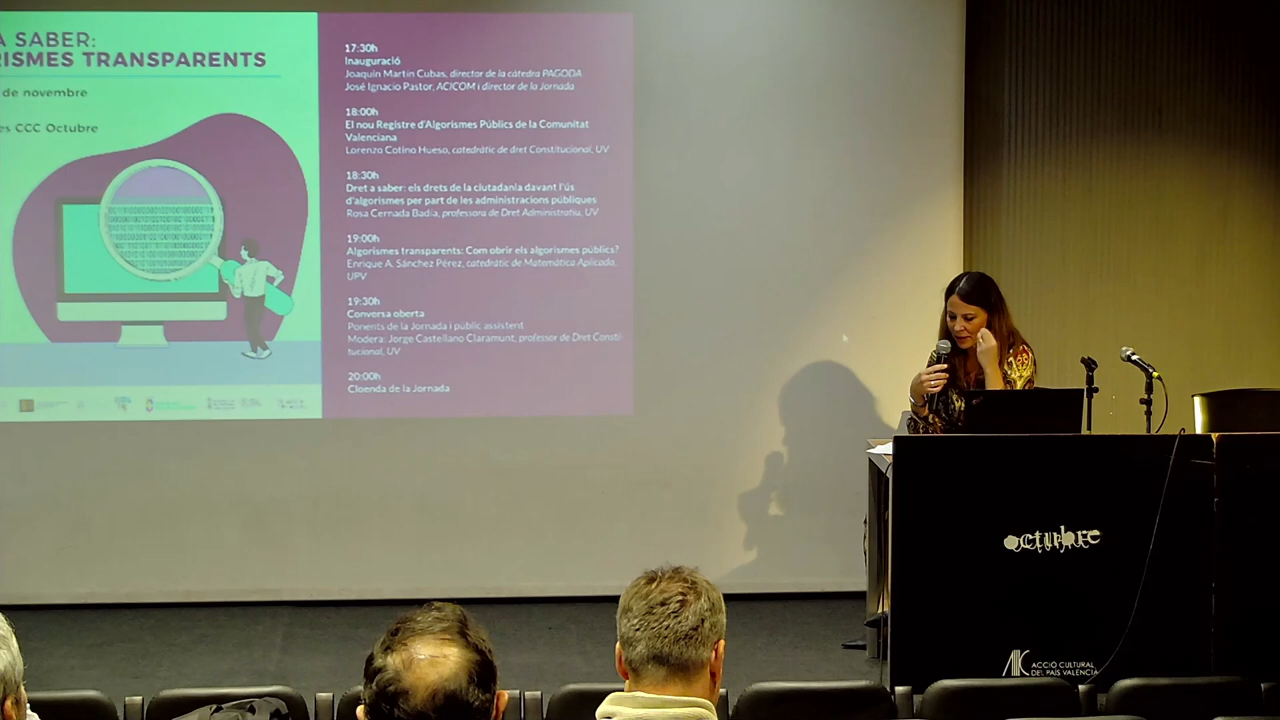 A SABER:
RISMES TRANSPARENTS
de novembre
es CCC Octubre
17:30h
Inauguració
Joaquín Martín Cubas, director de la càtedra PAGODA
José Ignacio Pastor, ACICOM i director de la Jornada
18:00h
El nou Registre d'Algorismes Públics de la Comunitat
Valenciana
Lorenzo Cotino Hueso, catedràtic de dret Constitucional, UV
18:30h
Dret a saber: els drets de la ciutadania davant l'ús
d'algorismes per part de les administracions públiques
Rosa Cernada Badía, professora de Dret Administratiu, UV
19:00h
Algorismes transparents: Com obrir els algorismes públics?
Enrique A. Sánchez Pérez, catedràtic de Matemàtica Aplicada,
UPV
19:30h
Conversa oberta
Ponents de la Jornada i public assistent
Modera: Jorge Castellano Claramunt, professor de Dret Consti-
tucional, UV
20:00h
Cloenda de la Jornada
octubre
ACCIÓ CULTURAL
DEL PAÍS VALENCIÀ